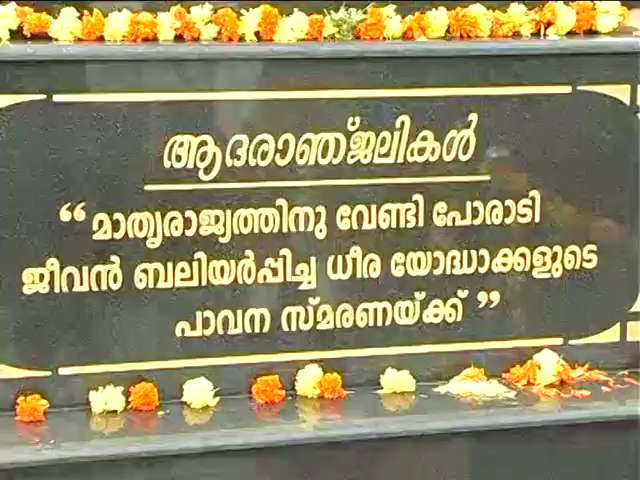 ആദരാഞ്ജലികൾ
“ മാതൃരാജ്യത്തിനു വേണ്ടി പോരാടി
ജീവൻ ബലിയർപ്പിച്ച ധീര യോദ്ധാക്കളുടെ
പാവന സ്മരണയ്ക്ക് ”